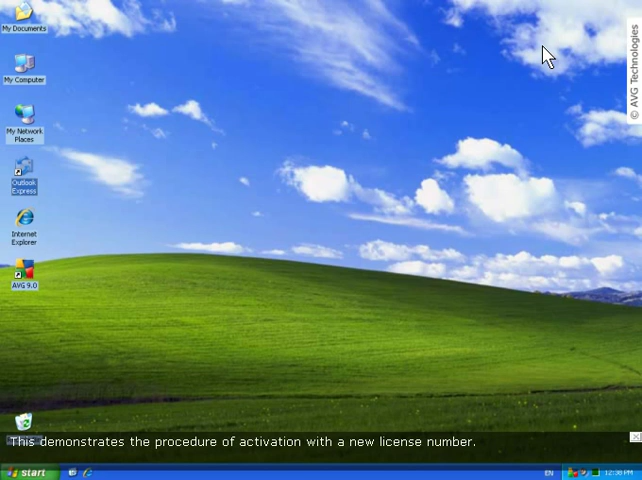 My Documents
My Computer
My Network
Places
Outlook
Express
Internet
Explorer
AVG 9.0
© AVG Technologies
This demonstrates the procedure of activation with a new license number.
start
EN
12:38 PM